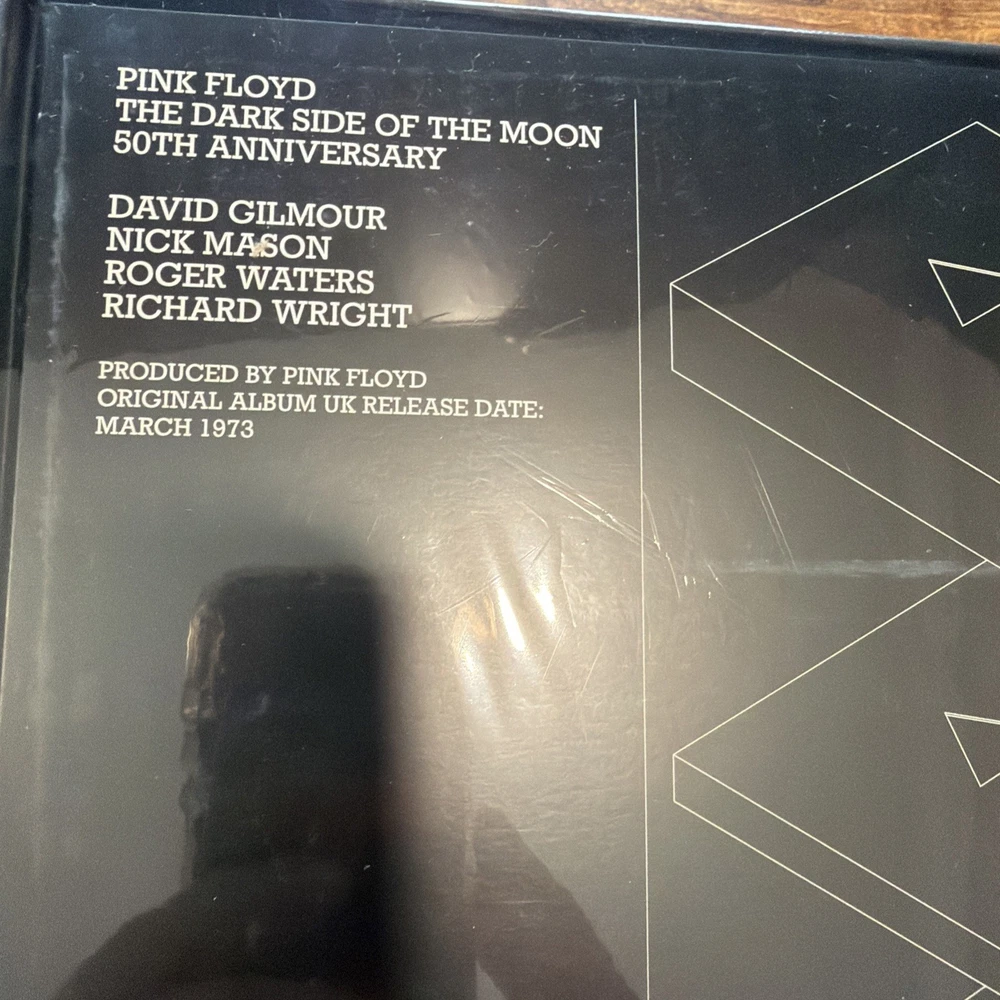 PINK FLOYD
THE DARK SIDE OF THE MOON
50TH ANNIVERSARY
DAVID GILMOUR
NICK MASON
ROGER WATERS
RICHARD WRIGHT
PRODUCED BY PINK FLOYD
ORIGINAL ALBUM UK RELEASE DATE:
MARCH 1973